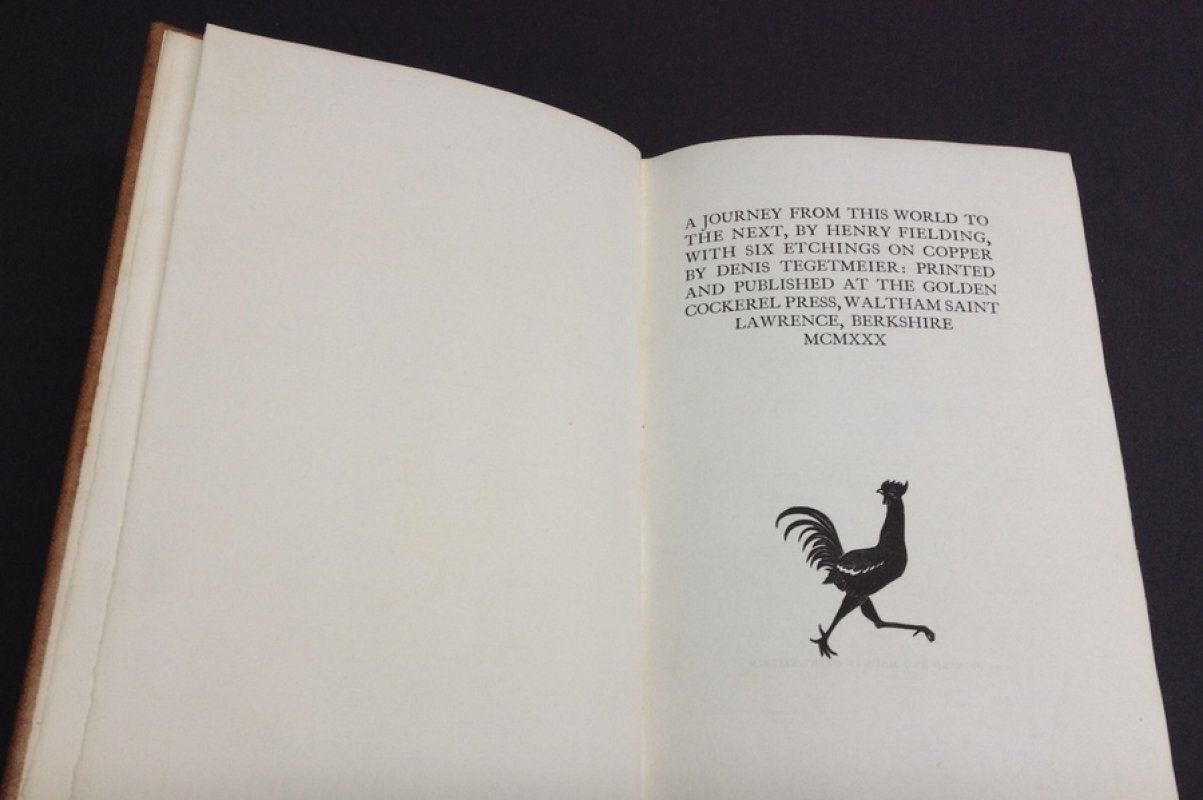 A JOURNEY FROM THIS WORLD TO
THE NEXT, BY HENRY FIELDING,
WITH SIX ETCHINGS ON COPPER
BY DENIS TEGETMEIER: PRINTED
AND PUBLISHED AT THE GOLDEN
COCKEREL PRESS, WALTHAM SAINT
LAWRENCE, BERKSHIRE
MCMXXX